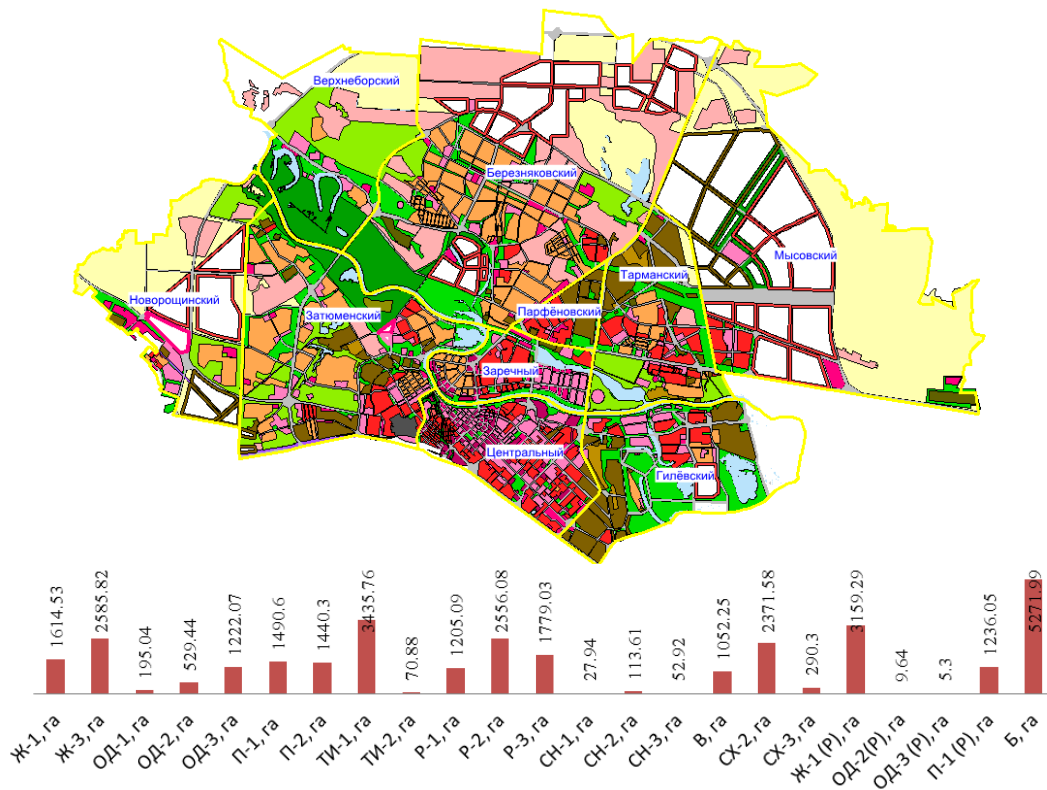 Верхнеборский
Березняковский
Мысовский
Тарманский
Новорощинский
Затюменский
Парфёновский
Заречный
Центральный
Гилёвский
1614.53
2585.82
195.04
529.44
1222.07
1490.6
1440.3
3435.76
70.88
1205.09
2556.08
1779.03
27.94
113.61
52.92
1052.25
2371.58
290.3
3159.29
9.64
5.3
1236.05
5271.99
Ж-1, га
Ж-3, га
ОД-1, га
ОД-2, га
ОД-3, га
П-1, га
П-2, га
ТИ-1, га
ТИ-2, га
Р-1, га
Р-2, га
Р-3, га
СН-1, га
СН-2, га
СН-3, га
В, га
СХ-2, га
СХ-3, га
Ж-1 (Р), га
ОД-2(Р), га
ОД-3 (Р), га
П-1 (Р), га
Б, га